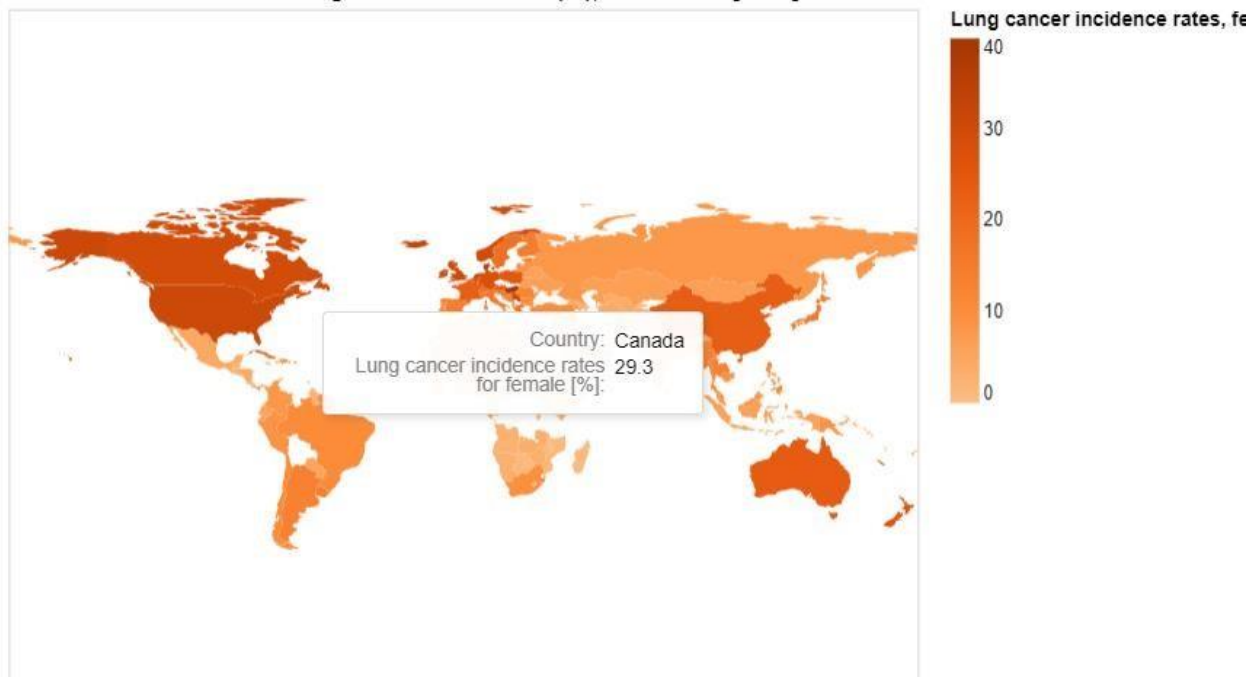 Lung cancer incidence rates, fe
40
30
20
10
0
Country: Canada
Lung cancer incidence rates 29.3
for female [%]: